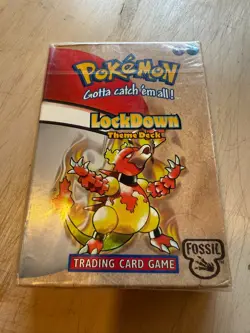 POKéMON
Gotta catch 'em all!
LockDown
Theme Deck
FOSSIL
TRADING CARD GAME